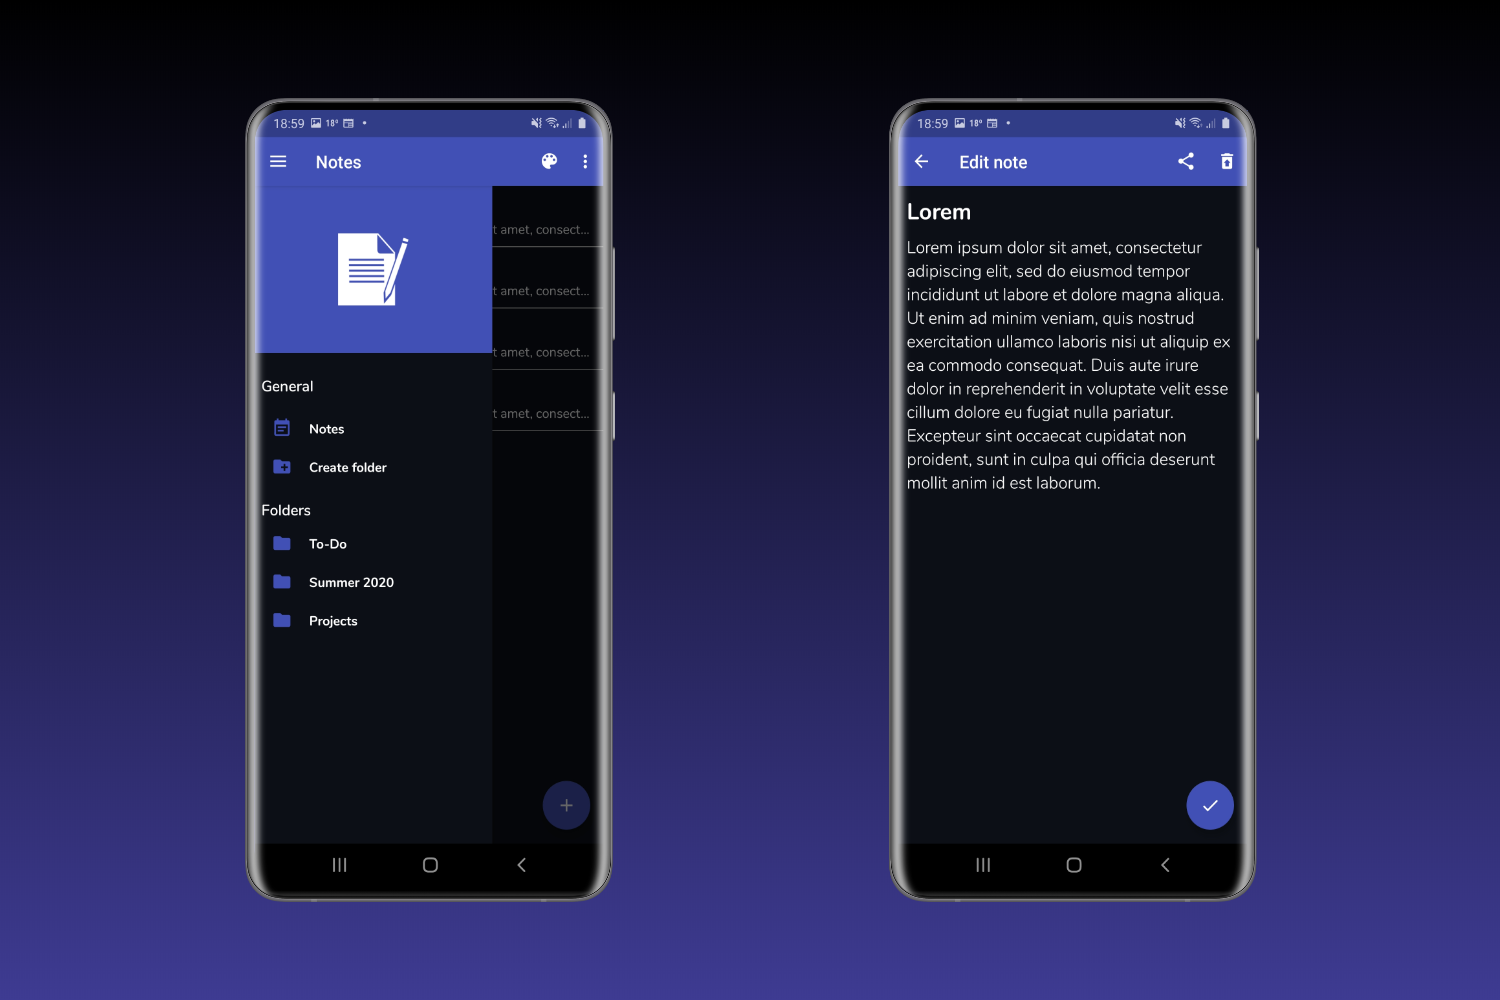 18:59 18°
Notes
t amet, consect...
t amet, consect...
t amet, consect...
t amet, consect...
General
Notes
Create folder
Folders
To-Do
Summer 2020
Projects
18:59 18°
Edit note
Lorem
Lorem ipsum dolor sit amet, consectetur
adipiscing elit, sed do eiusmod tempor
incididunt ut labore et dolore magna aliqua.
Ut enim ad minim veniam, quis nostrud
exercitation ullamco laboris nisi ut aliquip ex
ea commodo consequat. Duis aute irure
dolor in reprehenderit in voluptate velit esse
cillum dolore eu fugiat nulla pariatur.
Excepteur sint occaecat cupidatat non
proident, sunt in culpa qui officia deserunt
mollit anim id est laborum.